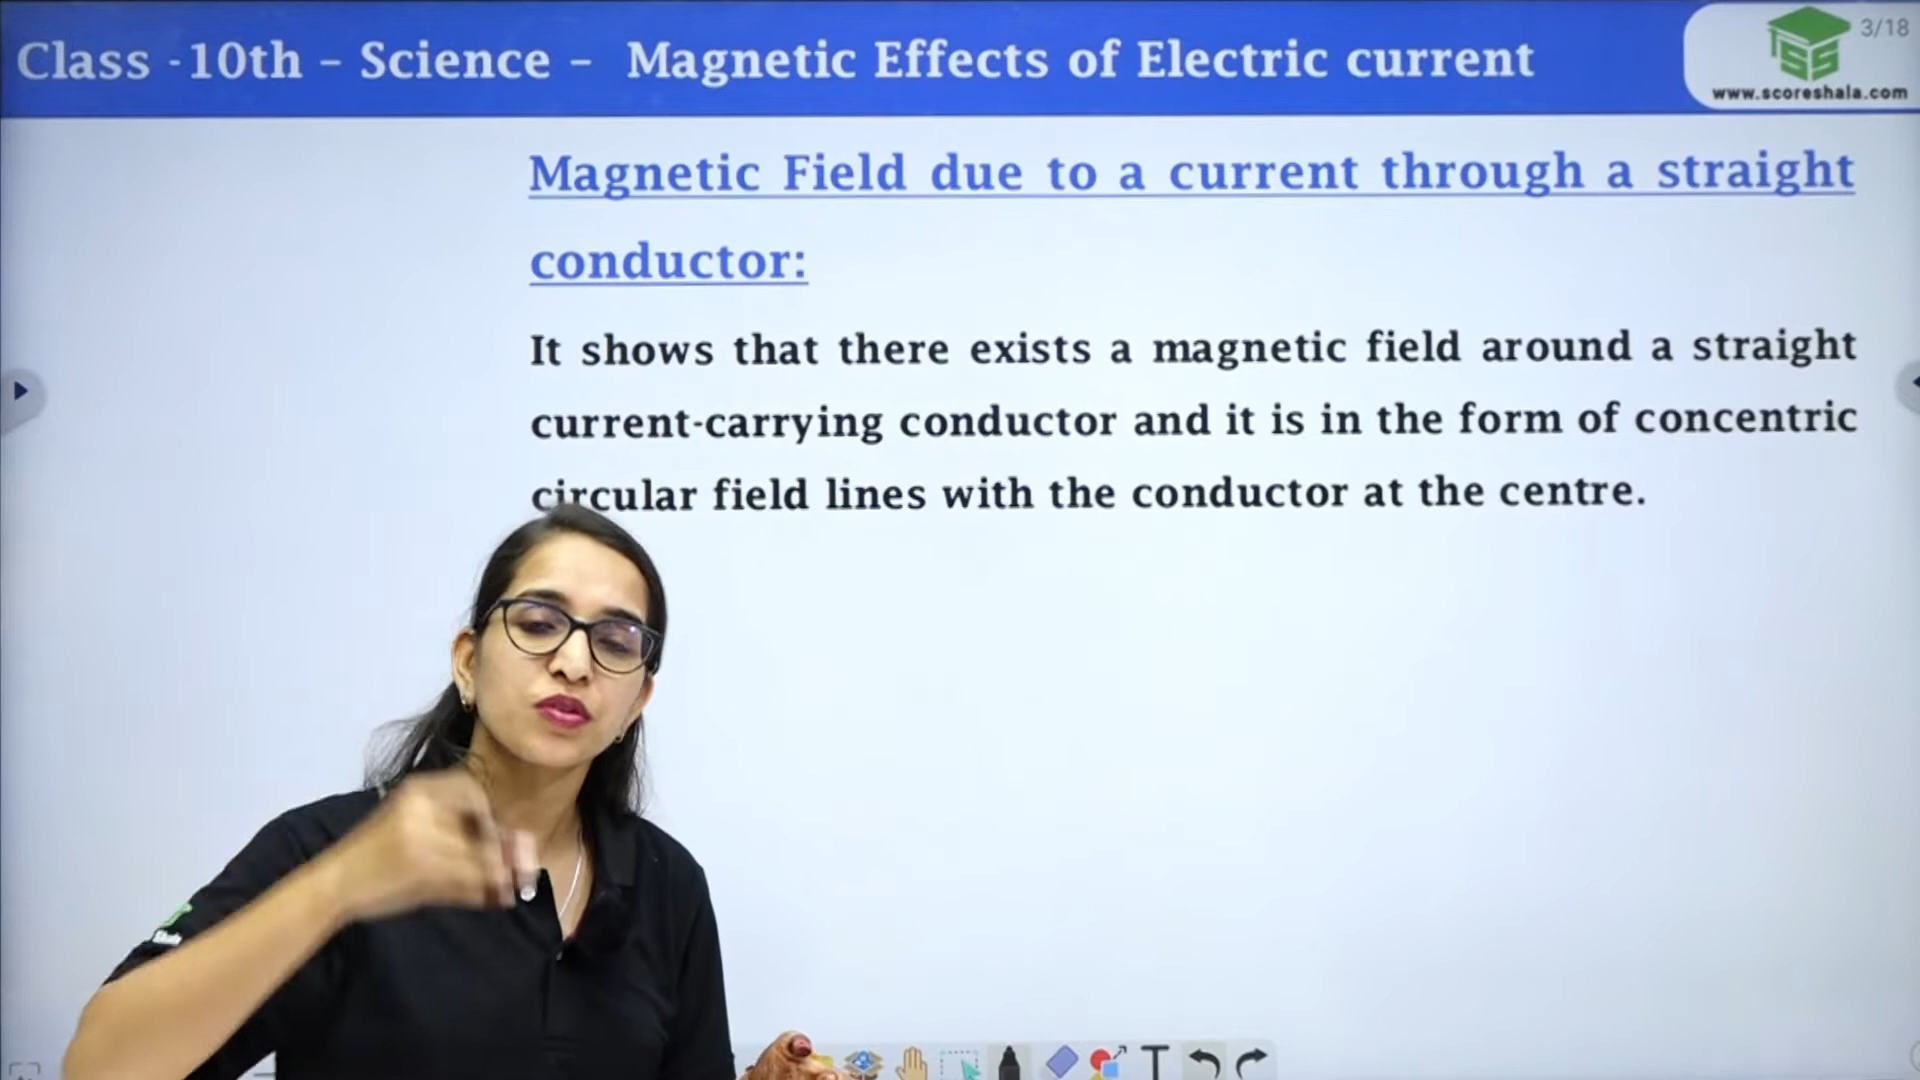 Class -10th – Science – Magnetic Effects of Electric current
3/18
www.scoreshala.com
Magnetic Field due to a current through a straight
conductor:
It shows that there exists a magnetic field around a straight
current-carrying conductor and it is in the form of concentric
circular field lines with the conductor at the centre.
Shala